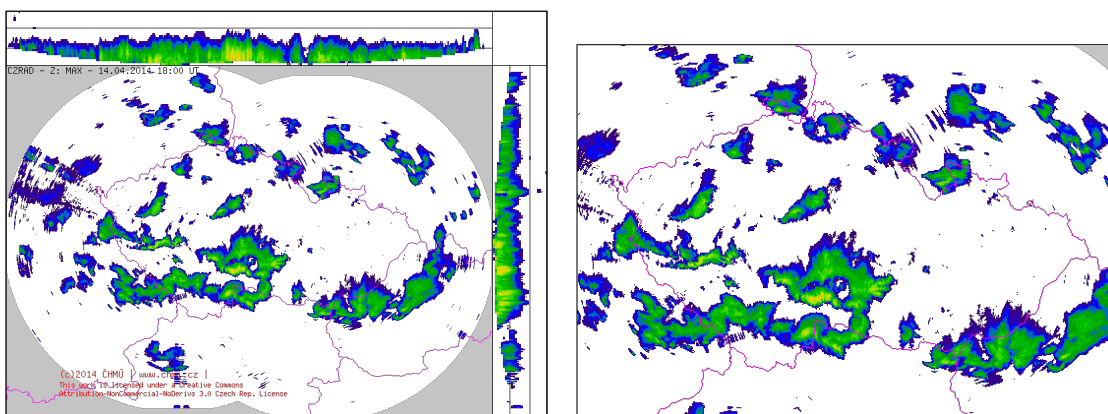 CZRAD - Z: MAX - 14.04.2014 18:00 UT
(c)2014 ČHMÚ | www.chmi.cz |
This work is licensed under a Creative Commons
Attribution-NonCommercial-NoDerivs 3.0 Czech Rep. License